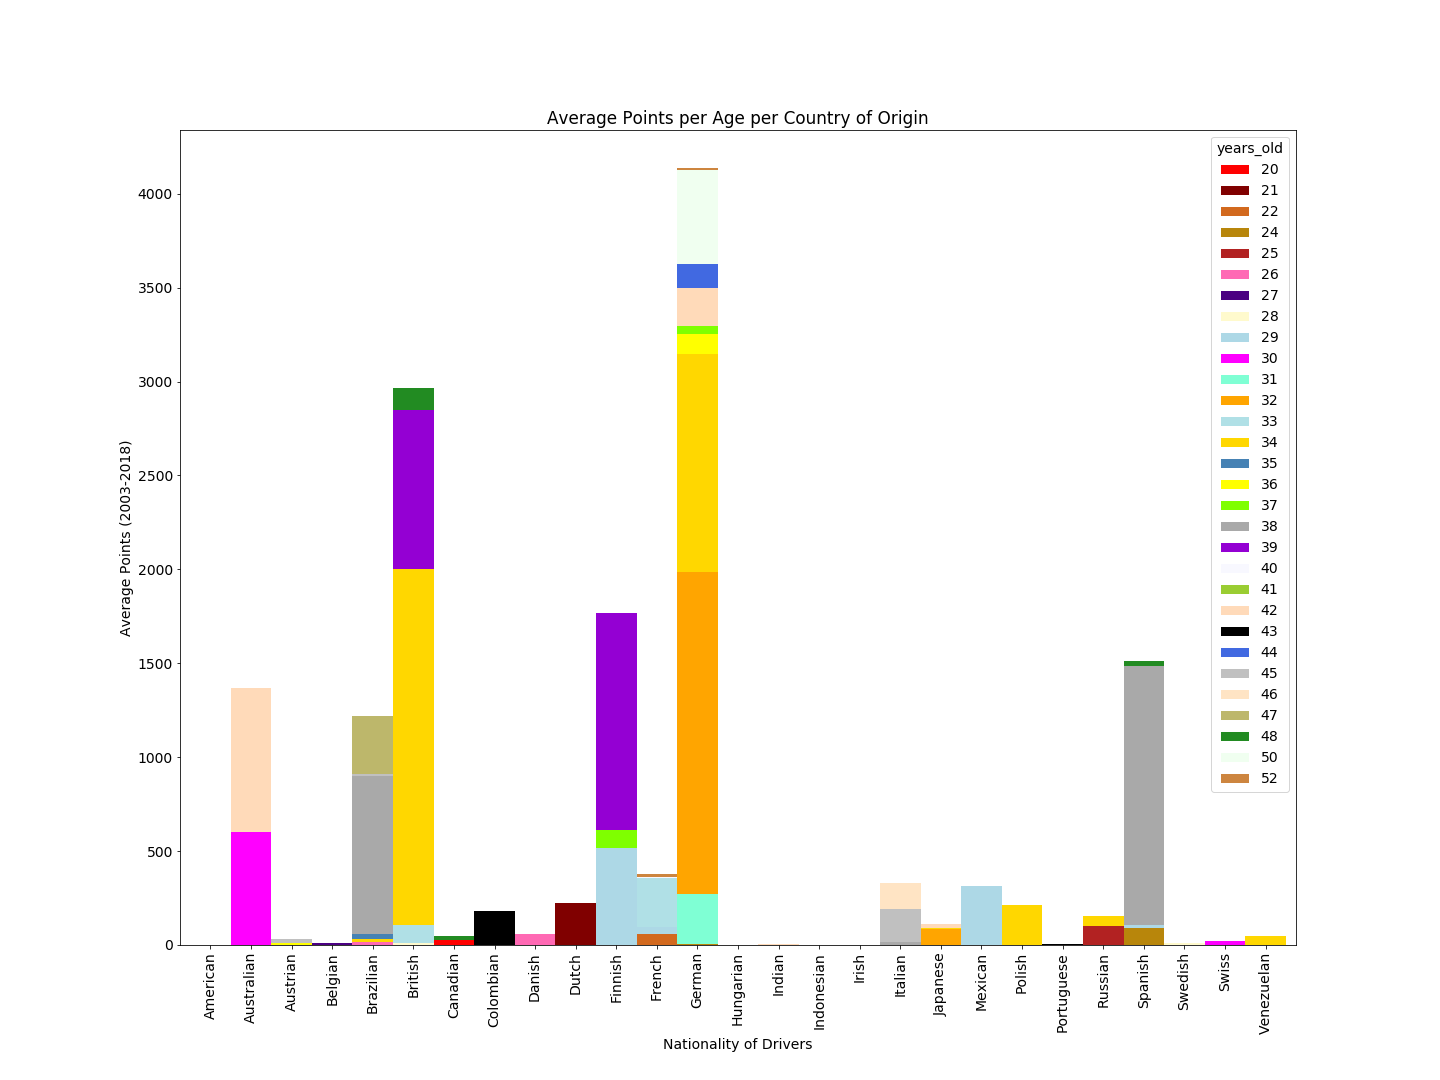 Average Points per Age per Country of Origin
years_old
20
21
22
24
25
26
27
28
29
30
31
32
33
34
35
36
37
38
39
40
41
42
43
44
45
46
47
48
50
52
4000
3500
3000
2500
2000
1500
1000
500
0
Average Points (2003-2018)
American
Australian
Austrian
Belgian
Brazilian
British
Canadian
Colombian
Danish
Dutch
Finnish
French
German
Hungarian
Indian
Indonesian
Irish
Italian
Japanese
Mexican
Polish
Portuguese
Russian
Spanish
Swedish
Swiss
Venezuelan
Nationality of Drivers